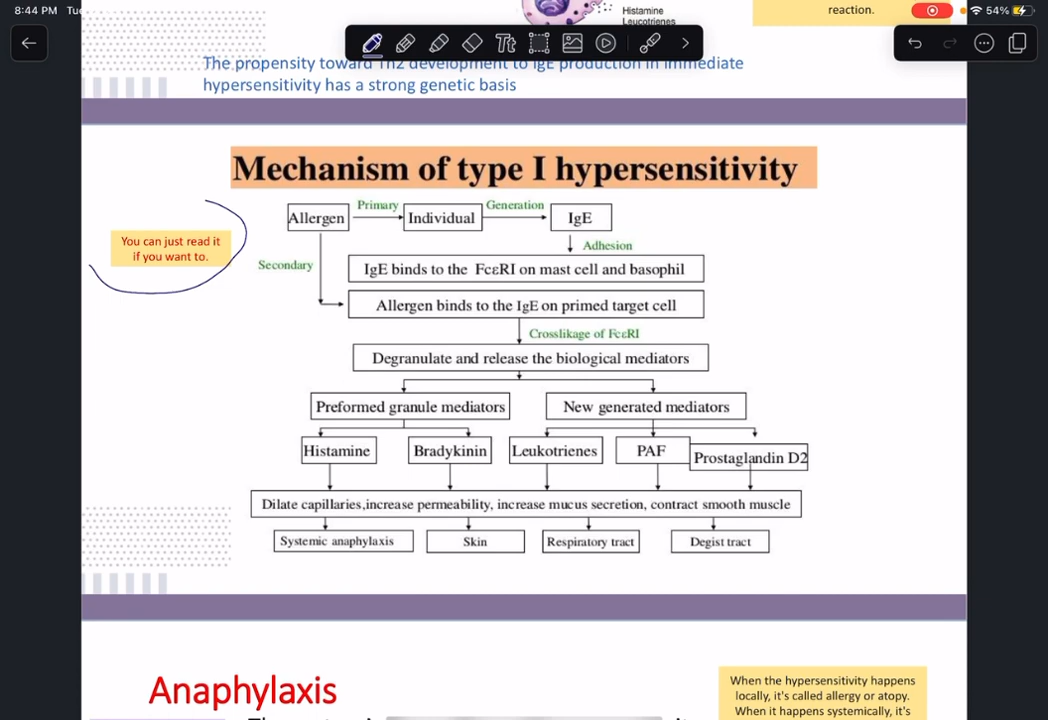 8:44 PM Tue
54%
Histamine
Leucotrienes
reaction.
Tt
The propensity toward Th2 development to IgE production in immediate
hypersensitivity has a strong genetic basis
Mechanism of type I hypersensitivity
Allergen
Primary
Individual
Generation
IgE
You can just read it
if you want to.
Adhesion
Secondary
IgE binds to the FcεRI on mast cell and basophil
Allergen binds to the IgE on primed target cell
Crosslikage of FcεRI
Degranulate and release the biological mediators
Preformed granule mediators
New generated mediators
Histamine
Bradykinin
Leukotrienes
PAF
Prostaglandin D2
Dilate capillaries,increase permeability, increase mucus secretion, contract smooth muscle
Systemic anaphylaxis
Skin
Respiratory tract
Degist tract
Anaphylaxis
When the hypersensitivity happens
locally, it's called allergy or atopy.
When it happens systemically, it's